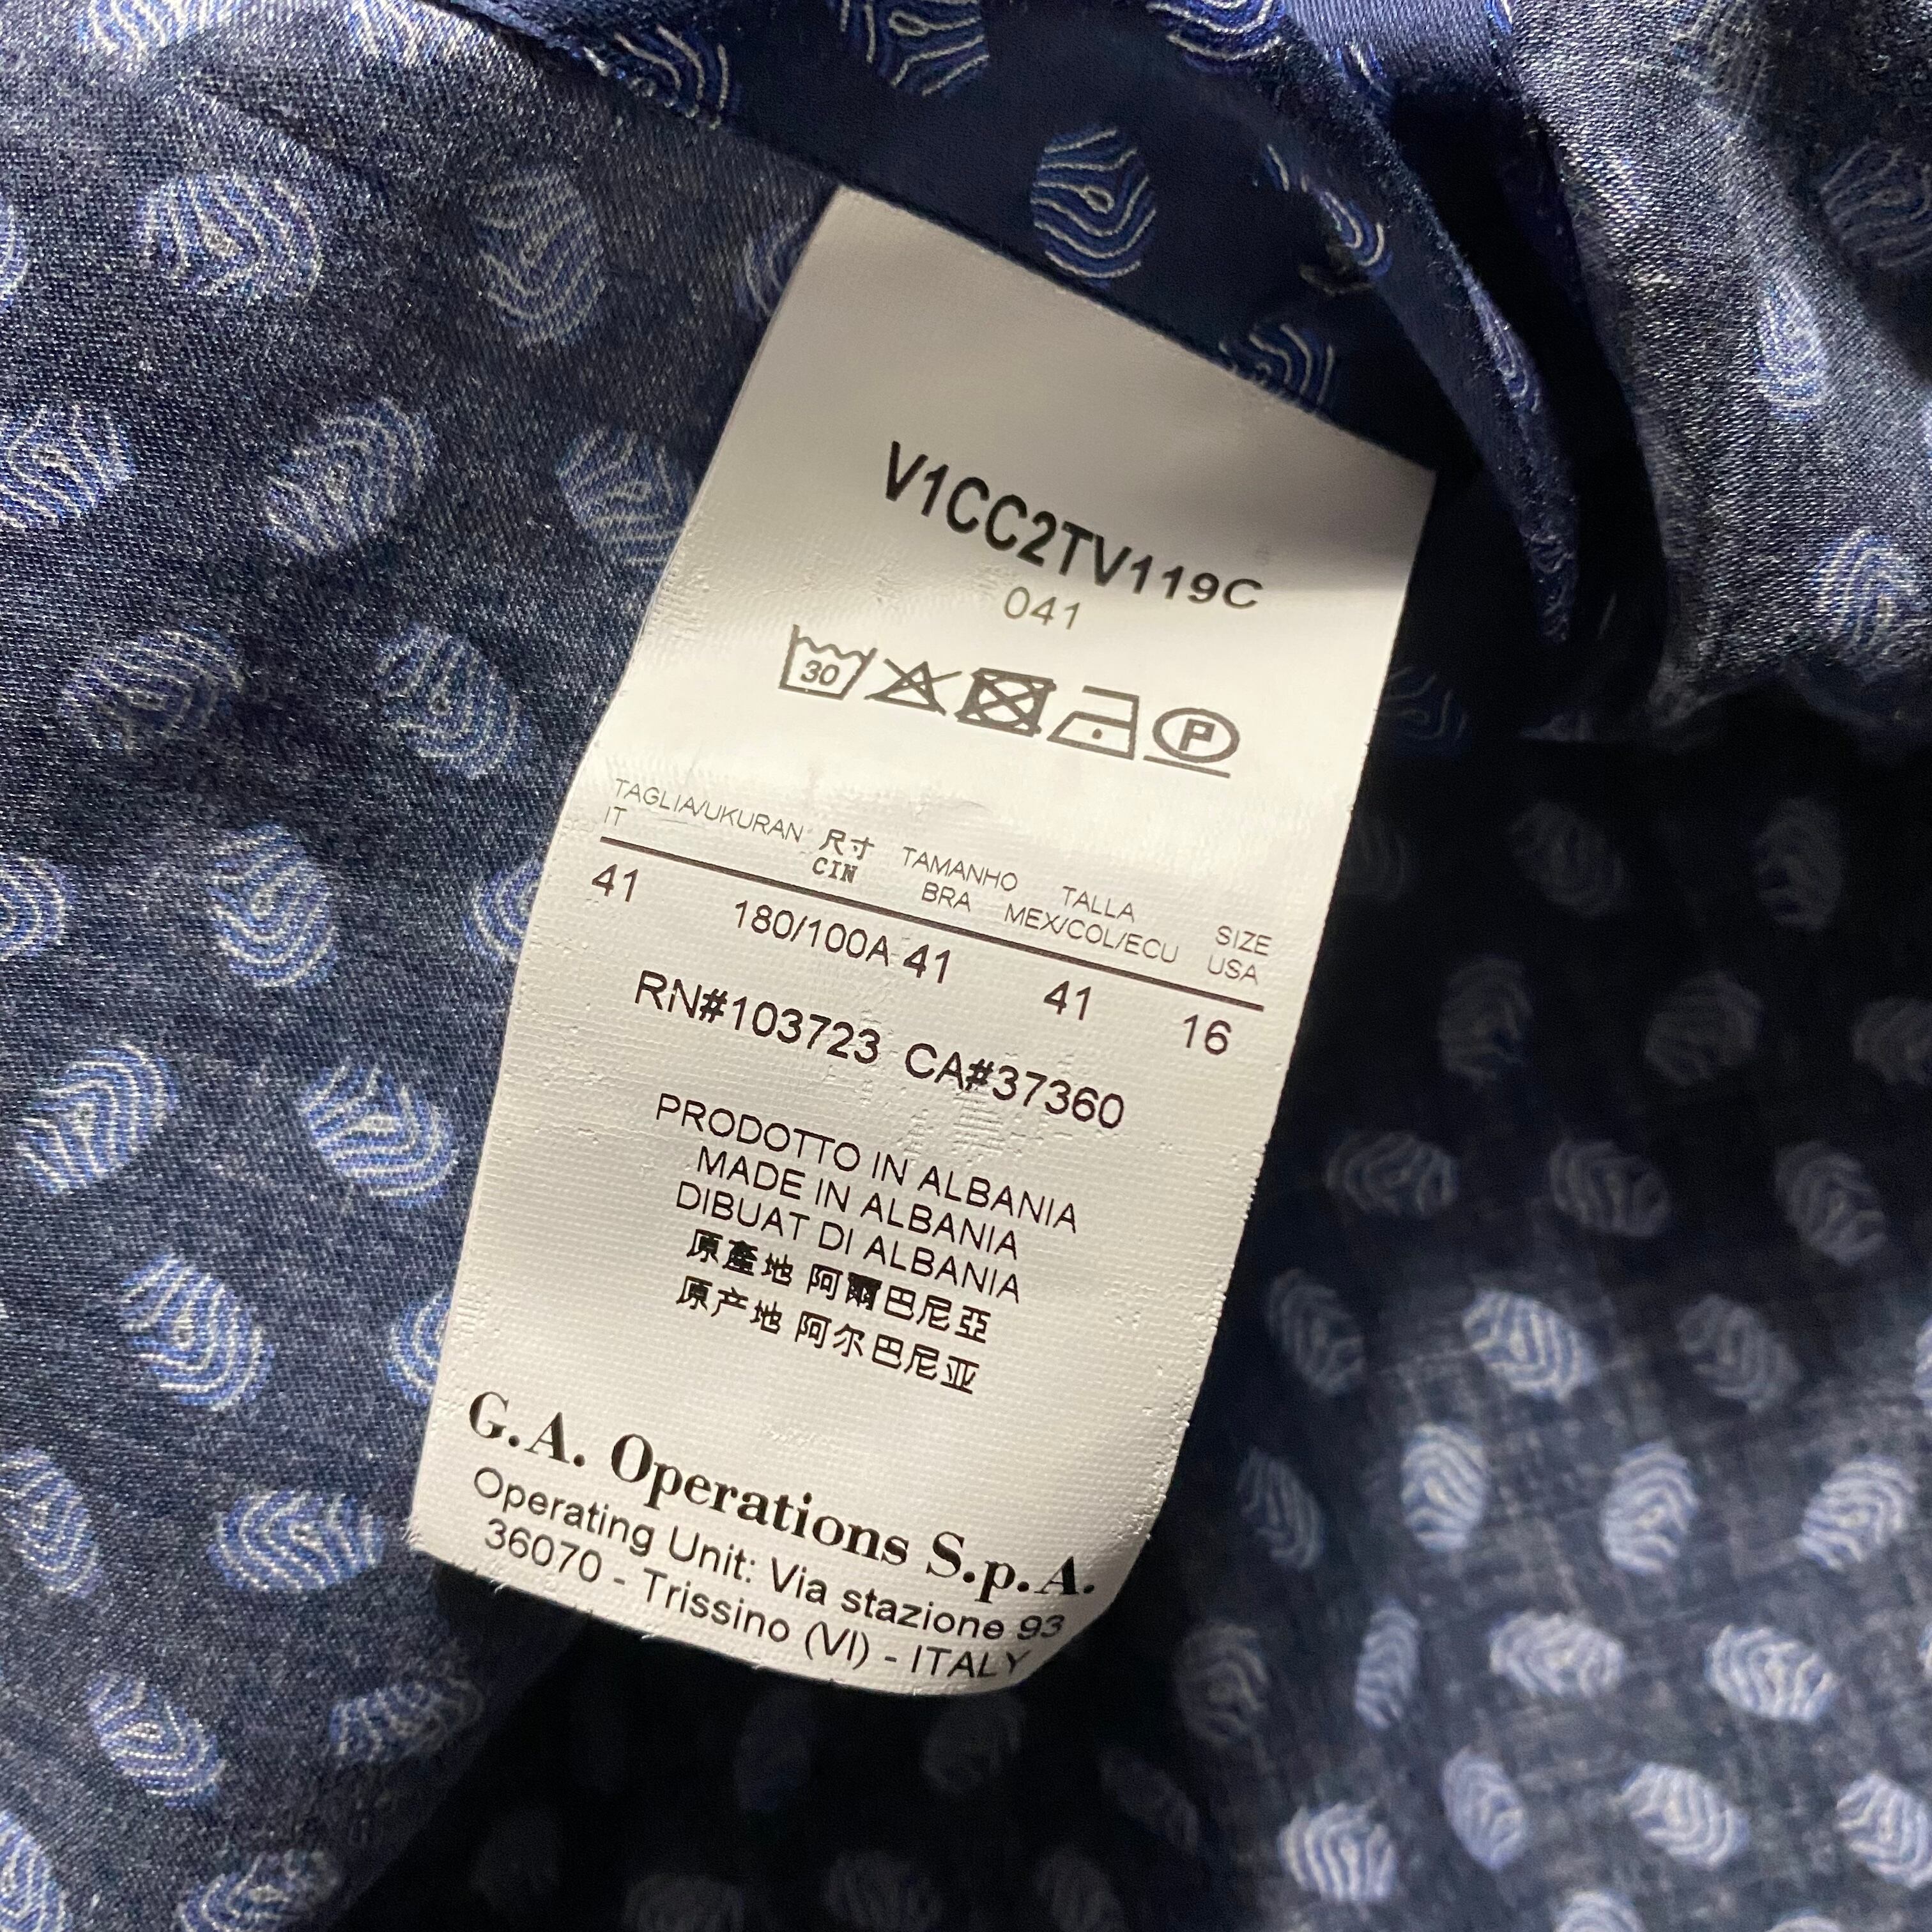 V1CC2TV119C
041
30 P
TAGLIA/UKURAN 尺寸 TAMANHO TALLA SIZE
IT CIN BRA MEX/COL/ECU USA
41 180/100A 41 41 16
RN#103723 CA#37360
PRODOTTO IN ALBANIA
MADE IN ALBANIA
DIBUAT DI ALBANIA
原產地 阿爾巴尼亞
原产地 阿尔巴尼亚
G.A. Operations S.p.A.
Operating Unit: Via stazione 93
36070 - Trissino (VI) - ITALY